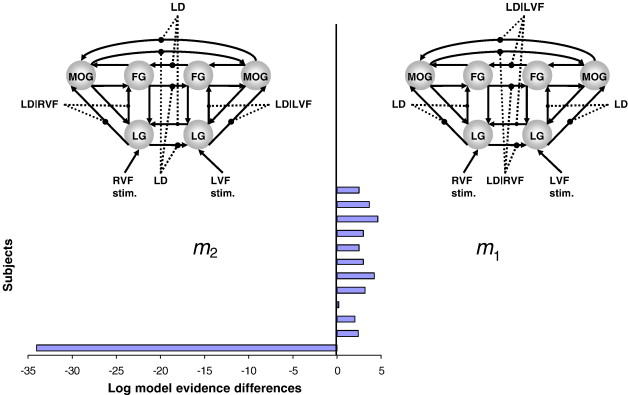 LD
LD|LVF
MOG FG FG MOG
MOG FG FG MOG
LD|RVF
LD|LVF
LD
LD
LG LG
LG LG
RVF stim.
LD
LVF stim.
RVF stim.
LD|RVF
LVF stim.
m2
m1
Subjects
-35 -30 -25 -20 -15 -10 -5 0 5
Log model evidence differences